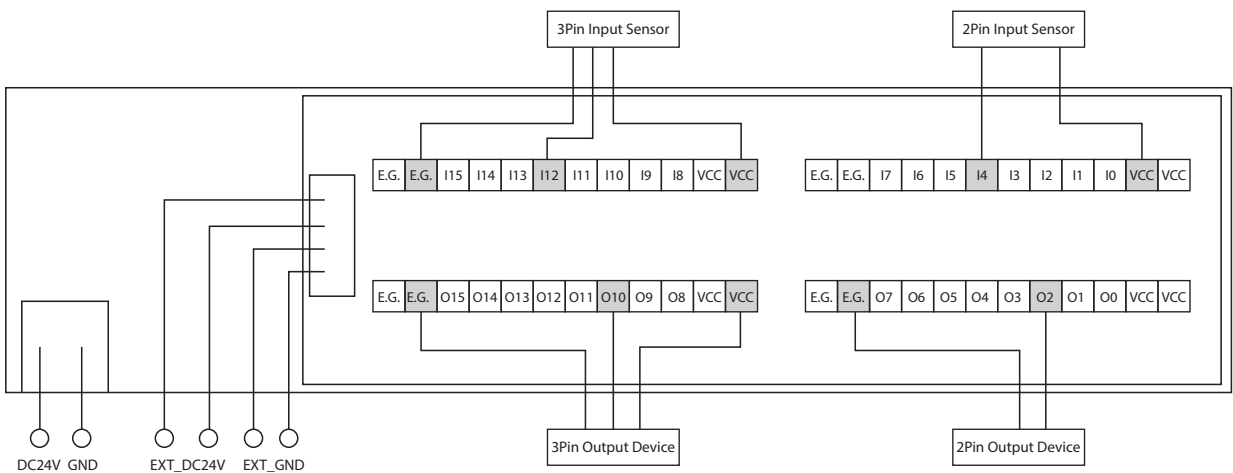 3Pin Input Sensor
2Pin Input Sensor
E.G. E.G. I15 I14 I13 I12 I11 I10 I9 I8 VCC VCC
E.G. E.G. I7 I6 I5 I4 I3 I2 I1 I0 VCC VCC
E.G. E.G. O15 O14 O13 O12 O11 O10 O9 O8 VCC VCC
E.G. E.G. O7 O6 O5 O4 O3 O2 O1 O0 VCC VCC
3Pin Output Device
2Pin Output Device
DC24V GND EXT_DC24V EXT_GND